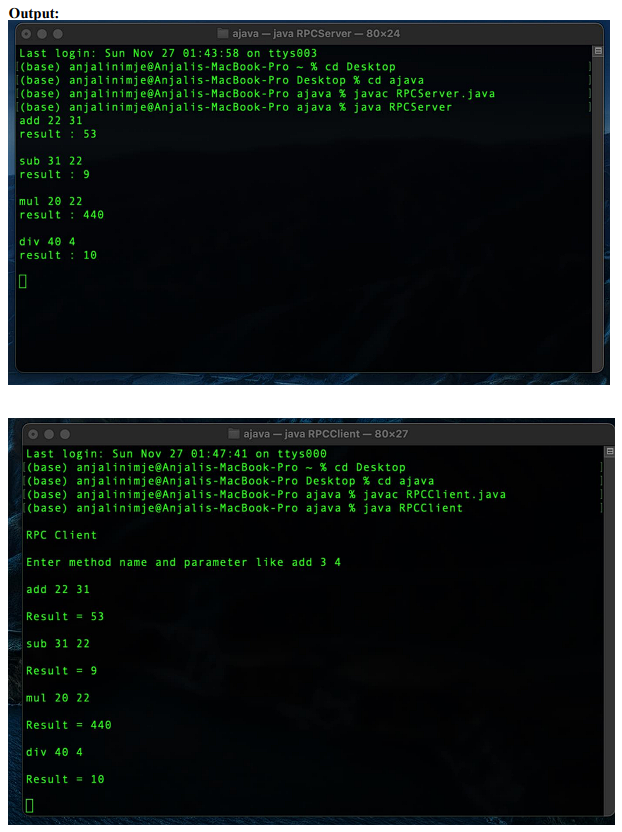 Output:
ajava — java RPCServer — 80×24
Last login: Sun Nov 27 01:43:58 on ttys003
[(base) anjalinimje@Anjalis-MacBook-Pro ~ % cd Desktop ]
[(base) anjalinimje@Anjalis-MacBook-Pro Desktop % cd ajava ]
[(base) anjalinimje@Anjalis-MacBook-Pro ajava % javac RPCServer.java ]
[(base) anjalinimje@Anjalis-MacBook-Pro ajava % java RPCServer ]
add 22 31
result : 53
sub 31 22
result : 9
mul 20 22
result : 440
div 40 4
result : 10
ajava — java RPCClient — 80×27
Last login: Sun Nov 27 01:47:41 on ttys000
[(base) anjalinimje@Anjalis-MacBook-Pro ~ % cd Desktop ]
[(base) anjalinimje@Anjalis-MacBook-Pro Desktop % cd ajava ]
[(base) anjalinimje@Anjalis-MacBook-Pro ajava % javac RPCClient.java ]
[(base) anjalinimje@Anjalis-MacBook-Pro ajava % java RPCClient ]
RPC Client
Enter method name and parameter like add 3 4
add 22 31
Result = 53
sub 31 22
Result = 9
mul 20 22
Result = 440
div 40 4
Result = 10